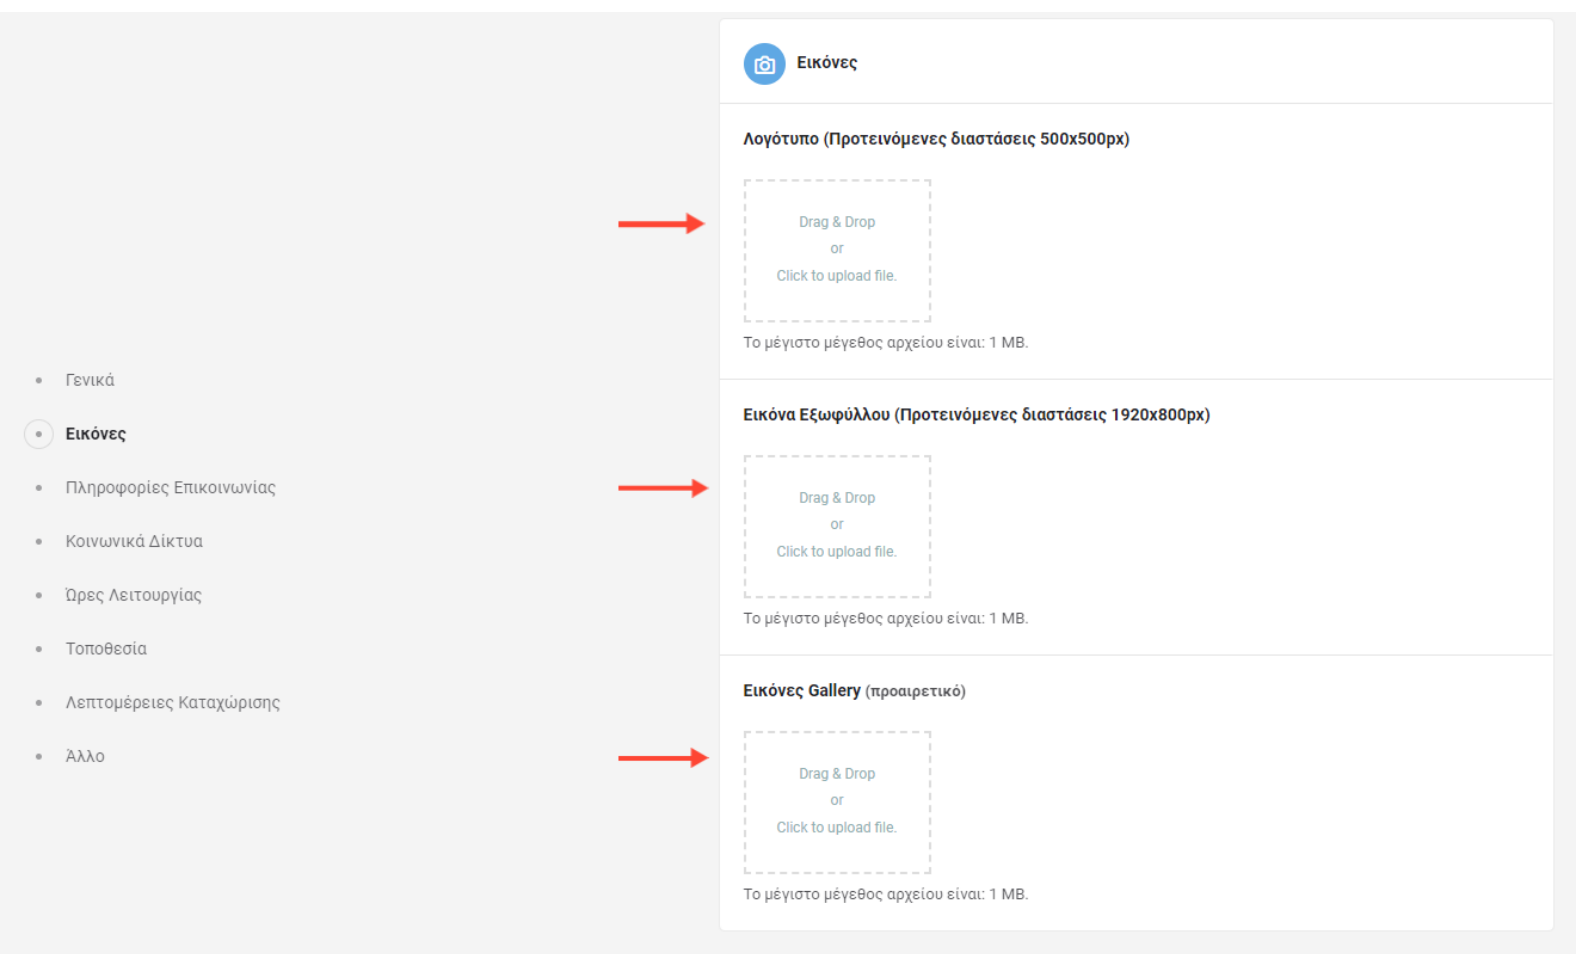 Εικόνες
Λογότυπο (Προτεινόμενες διαστάσεις 500x500px)
Drag & Drop
or
Click to upload file.
Το μέγιστο μέγεθος αρχείου είναι: 1 MB.
Γενικά
Εικόνες
Πληροφορίες Επικοινωνίας
Κοινωνικά Δίκτυα
Ώρες Λειτουργίας
Τοποθεσία
Λεπτομέρειες Καταχώρισης
Άλλο
Εικόνα Εξωφύλλου (Προτεινόμενες διαστάσεις 1920x800px)
Drag & Drop
or
Click to upload file.
Το μέγιστο μέγεθος αρχείου είναι: 1 MB.
Εικόνες Gallery (προαιρετικό)
Drag & Drop
or
Click to upload file.
Το μέγιστο μέγεθος αρχείου είναι: 1 MB.